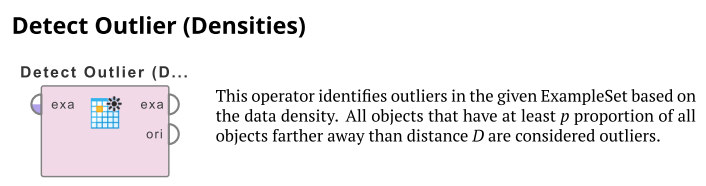 Detect Outlier (Densities)
Detect Outlier (D...
exa exa
ori
This operator identifies outliers in the given ExampleSet based on
the data density. All objects that have at least p proportion of all
objects farther away than distance D are considered outliers.